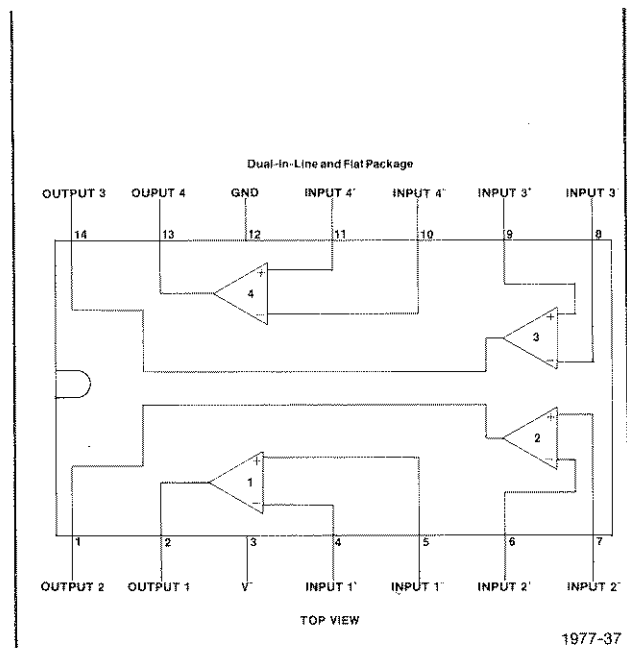 Dual-In-Line and Flat Package
OUTPUT 3 OUPUT 4 GND INPUT 4+ INPUT 4- INPUT 3+ INPUT 3-
14 13 12 11 10 9 8
+
4
-
+
3
-
+
2
-
+
1
-
1 2 3 4 5 6 7
OUTPUT 2 OUTPUT 1 V- INPUT 1+ INPUT 1- INPUT 2+ INPUT 2-
TOP VIEW
1977-37